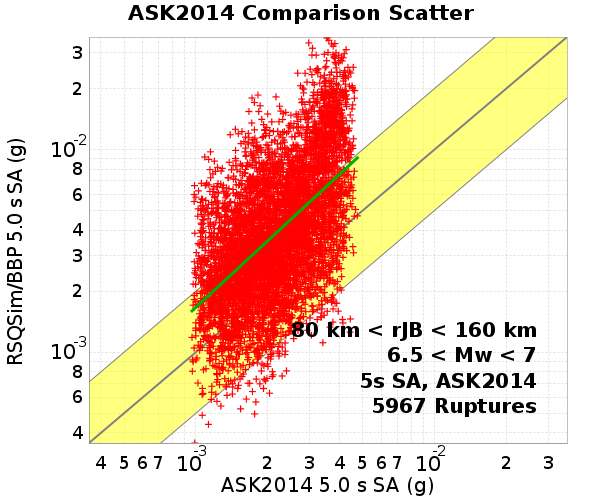 ASK2014 Comparison Scatter
RSQSim/BBP 5.0 s SA (g)
3
2
10-2
8
6
4
3
2
10-3
8
6
4
80 km < rJB < 160 km
6.5 < Mw < 7
5s SA, ASK2014
5967 Ruptures
4 5 6 7 10-3 2 3 4 5 6 7 10-2 2 3
ASK2014 5.0 s SA (g)